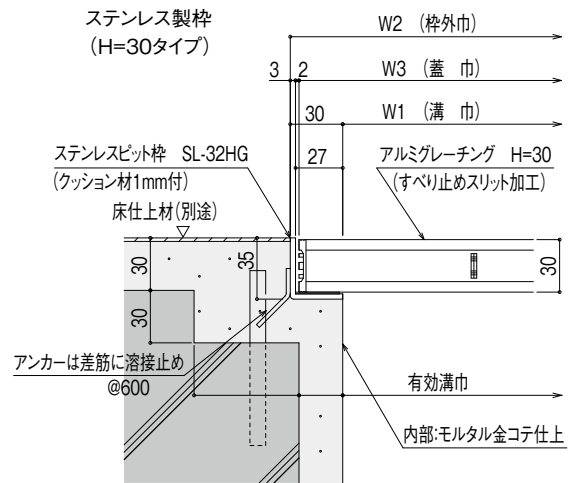 ステンレス製枠
（H=30タイプ）
W2 （枠外巾）
3 2 W3 （蓋 巾）
30 W1 （溝 巾）
27
ステンレスピット枠 SL-32HG
(クッション材1mm付)
アルミグレーチング H=30
(すべり止めスリット加工)
床仕上材(別途)
30
35
30
30
アンカーは差筋に溶接止め
@600
有効溝巾
内部:モルタル金コテ仕上